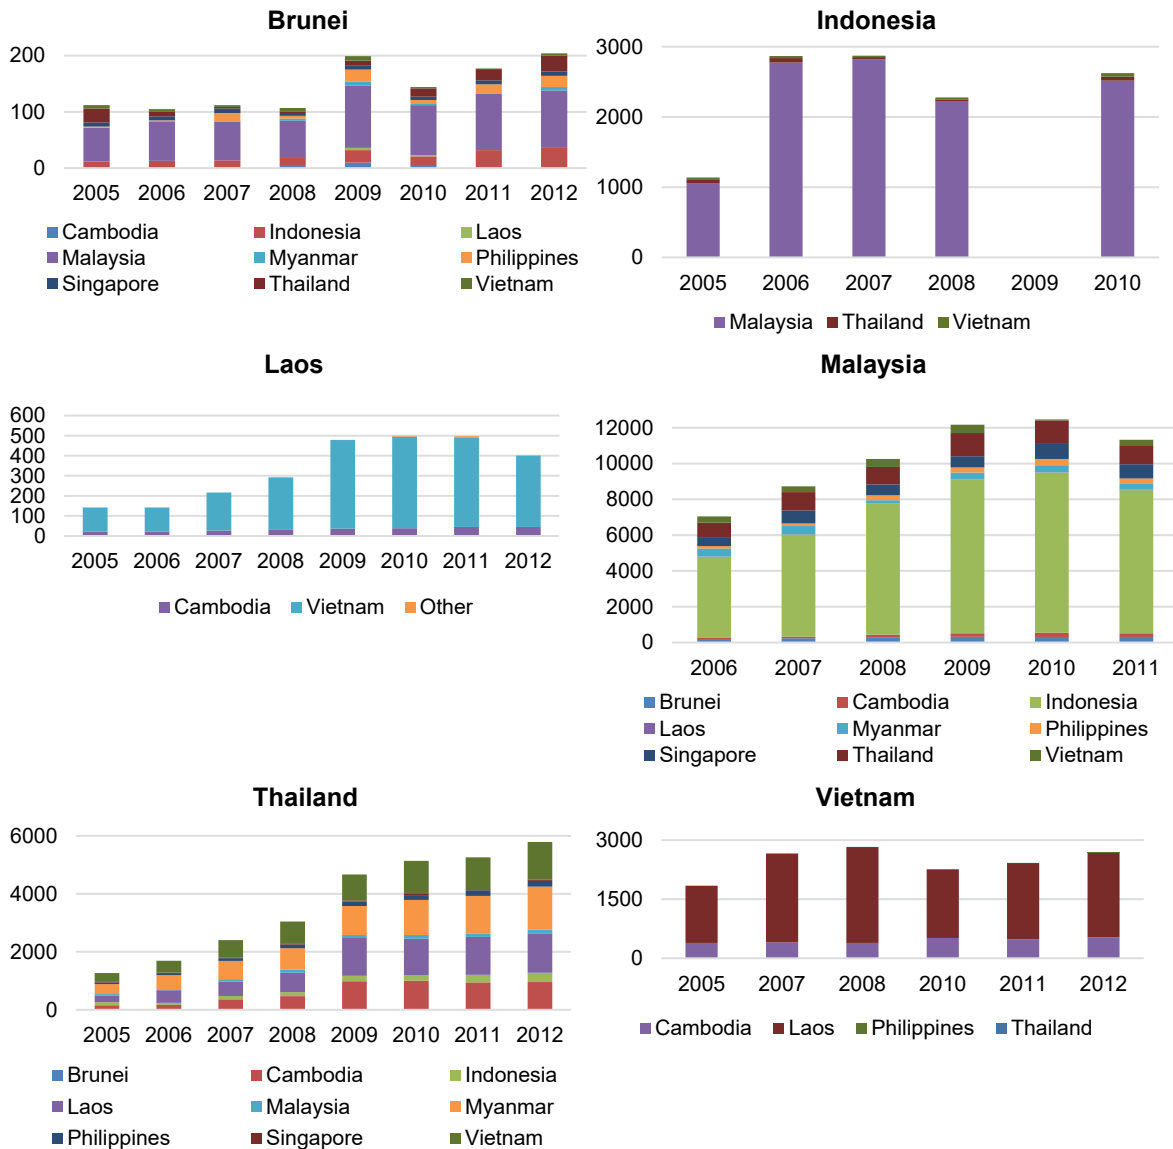 Brunei
200
100
0
2005 2006 2007 2008 2009 2010 2011 2012
Cambodia Indonesia Laos
Malaysia Myanmar Philippines
Singapore Thailand Vietnam
Indonesia
3000
2000
1000
0
2005 2006 2007 2008 2009 2010
Malaysia Thailand Vietnam
Laos
600
500
400
300
200
100
0
2005 2006 2007 2008 2009 2010 2011 2012
Cambodia Vietnam Other
Malaysia
12000
10000
8000
6000
4000
2000
0
2006 2007 2008 2009 2010 2011
Brunei Cambodia Indonesia
Laos Myanmar Philippines
Singapore Thailand Vietnam
Thailand
6000
4000
2000
0
2005 2006 2007 2008 2009 2010 2011 2012
Brunei Cambodia Indonesia
Laos Malaysia Myanmar
Philippines Singapore Vietnam
Vietnam
3000
1500
0
2005 2007 2008 2010 2011 2012
Cambodia Laos Philippines Thailand